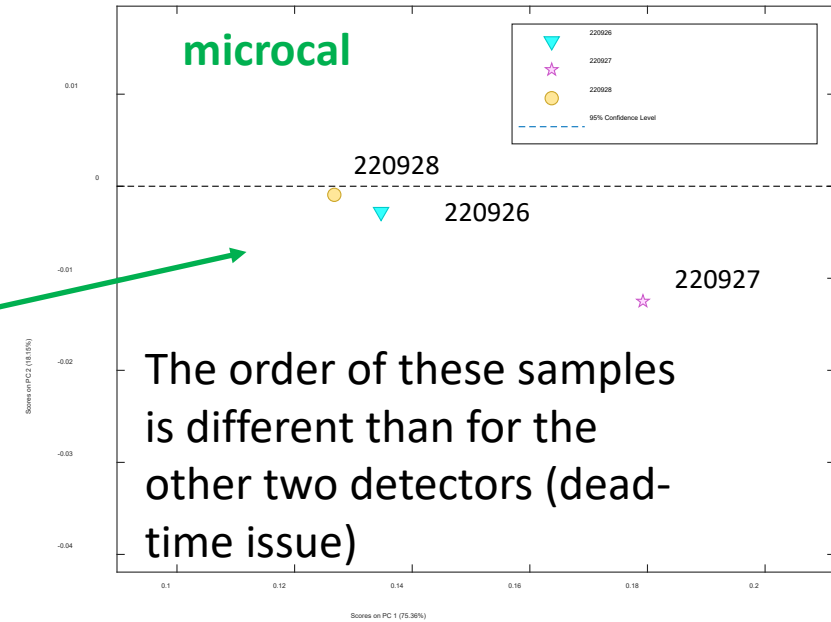 microcal
220926
220927
220928
95% Confidence Level
0.01
0
-0.01
-0.02
-0.03
-0.04
Scores on PC 2 (18.15%)
220928
220926
220927
The order of these samples
is different than for the
other two detectors (dead-
time issue)
0.1 0.12 0.14 0.16 0.18 0.2
Scores on PC 1 (75.36%)